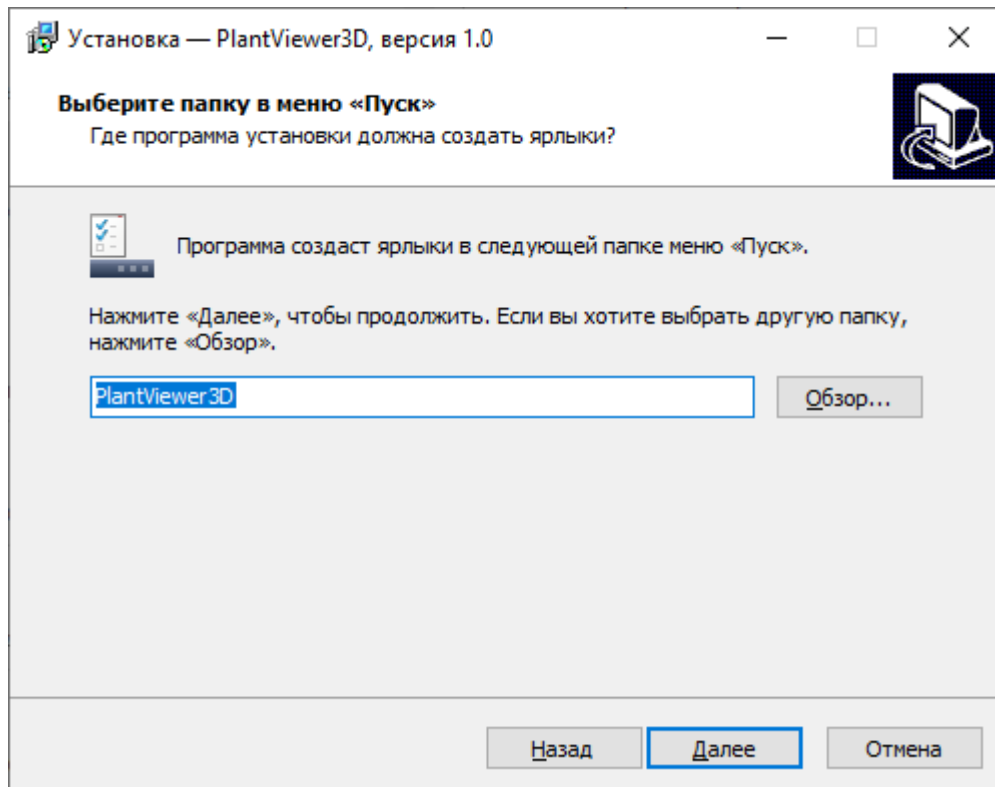 Установка — PlantViewer3D, версия 1.0
Выберите папку в меню «Пуск»
Где программа установки должна создать ярлыки?
Программа создаст ярлыки в следующей папке меню «Пуск».
Нажмите «Далее», чтобы продолжить. Если вы хотите выбрать другую папку,
нажмите «Обзор».
PlantViewer3D
Обзор...
Назад
Далее
Отмена